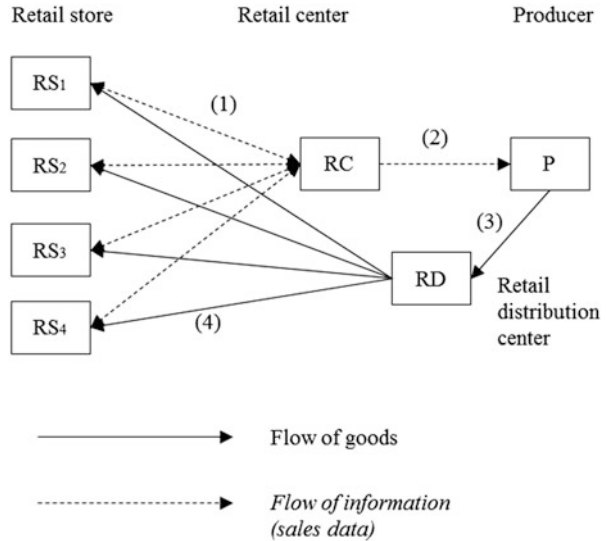 Retail store Retail center Producer
RS1
(1)
RS2
RC
(2)
P
RS3
(3)
RD
Retail
distribution
center
RS4
(4)
Flow of goods
Flow of information
(sales data)